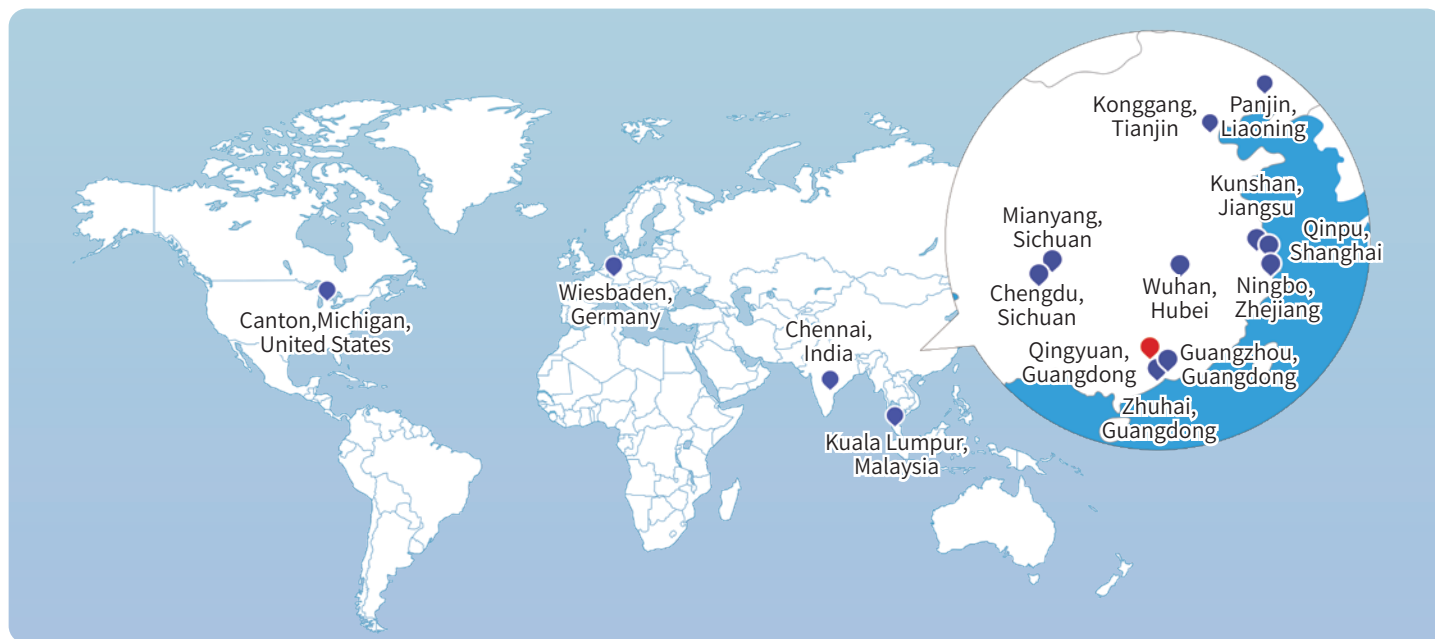 Konggang,
Tianjin
Panjin,
Liaoning
Kunshan,
Jiangsu
Mianyang,
Sichuan
Qinpu,
Shanghai
Wiesbaden,
Germany
Chengdu,
Sichuan
Wuhan,
Hubei
Ningbo,
Zhejiang
Canton,Michigan,
United States
Chennai,
India
Qingyuan,
Guangdong
Guangzhou,
Guangdong
Zhuhai,
Guangdong
Kuala Lumpur,
Malaysia